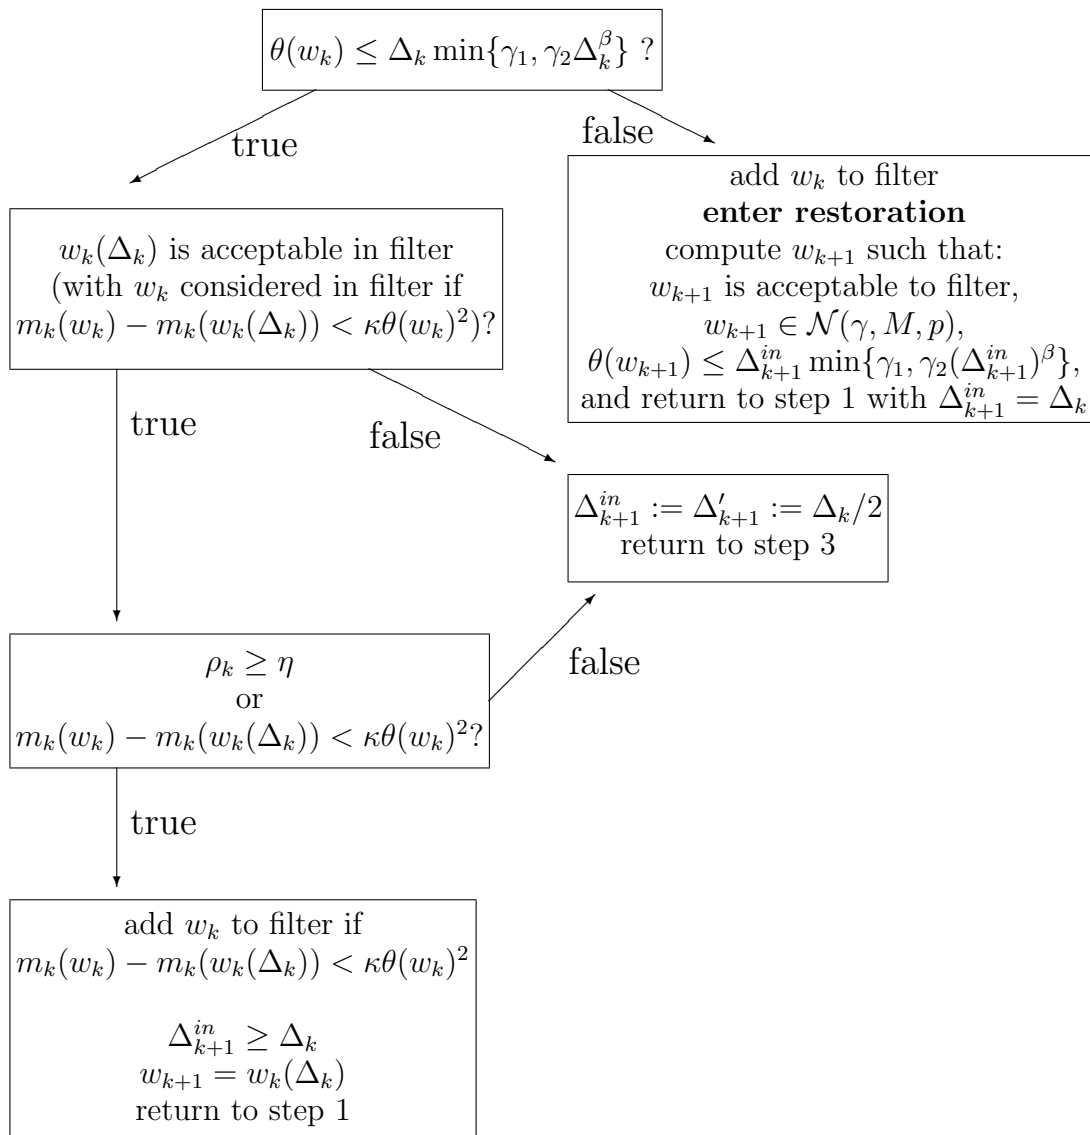 θ(w_k) ≤ Δ_k min{γ_1, γ_2Δ_k^β} ?
true
false
w_k(Δ_k) is acceptable in filter
(with w_k considered in filter if
m_k(w_k) − m_k(w_k(Δ_k)) < κθ(w_k)^2)?
add w_k to filter
enter restoration
compute w_{k+1} such that:
w_{k+1} is acceptable to filter,
w_{k+1} ∈ 𝒩(γ, M, p),
θ(w_{k+1}) ≤ Δ_{k+1}^{in} min{γ_1, γ_2(Δ_{k+1}^{in})^β},
and return to step 1 with Δ_{k+1}^{in} = Δ_k
true
false
Δ_{k+1}^{in} := Δ′_{k+1} := Δ_k/2
return to step 3
ρ_k ≥ η
or
m_k(w_k) − m_k(w_k(Δ_k)) < κθ(w_k)^2?
false
true
add w_k to filter if
m_k(w_k) − m_k(w_k(Δ_k)) < κθ(w_k)^2
Δ_{k+1}^{in} ≥ Δ_k
w_{k+1} = w_k(Δ_k)
return to step 1